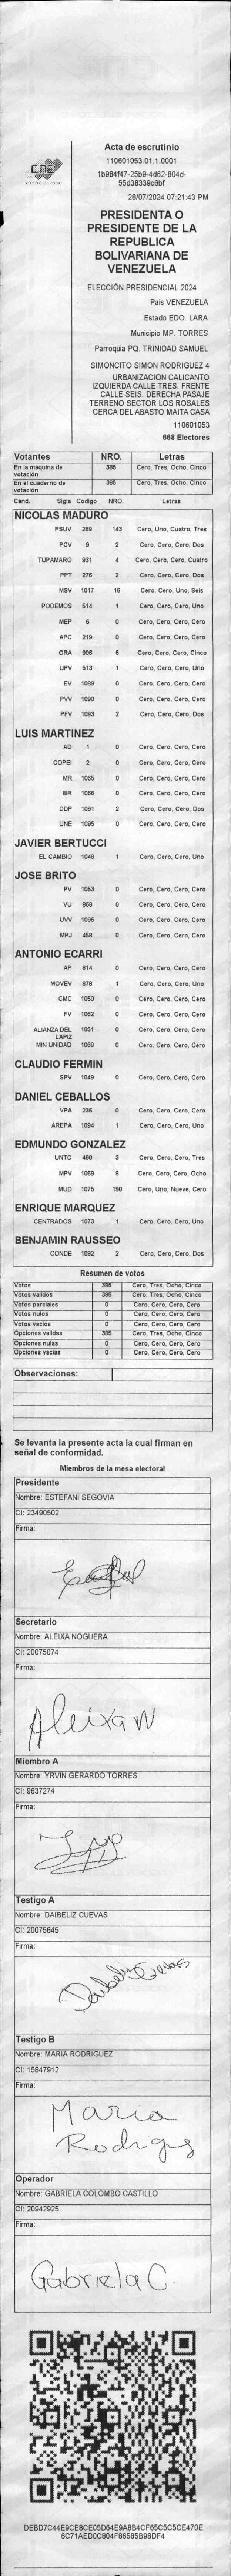 CNE
Acta de escrutinio
110601053.01.1.0001
1b984f47-25b9-4d62-804d-
55d38339c8bf
28/07/2024 07:21:43 PM
PRESIDENTA O
PRESIDENTE DE LA
REPUBLICA
BOLIVARIANA DE
VENEZUELA
ELECCIÓN PRESIDENCIAL 2024
Pais VENEZUELA
Estado EDO. LARA
Municipio MP. TORRES
Parroquia PQ. TRINIDAD SAMUEL
SIMONCITO SIMON RODRIGUEZ 4
URBANIZACION CALICANTO
IZQUIERDA CALLE TRES. FRENTE
CALLE SEIS. DERECHA PASAJE
TERRENO SECTOR LOS ROSALES
CERCA DEL ABASTO MAITA CASA
110601053
668 Electores
Votantes NRO. Letras
En la máquina de votación 385 Cero, Tres, Ocho, Cinco
En el cuaderno de votación 385 Cero, Tres, Ocho, Cinco
Cand. Sigla Código NRO. Letras
NICOLAS MADURO
PSUV 269 143 Cero, Uno, Cuatro, Tres
PCV 9 2 Cero, Cero, Cero, Dos
TUPAMARO 931 4 Cero, Cero, Cero, Cuatro
PPT 276 2 Cero, Cero, Cero, Dos
MSV 1017 16 Cero, Cero, Uno, Seis
PODEMOS 514 1 Cero, Cero, Cero, Uno
MEP 6 0 Cero, Cero, Cero, Cero
APC 219 0 Cero, Cero, Cero, Cero
ORA 906 5 Cero, Cero, Cero, Cinco
UPV 513 1 Cero, Cero, Cero, Uno
EV 1089 0 Cero, Cero, Cero, Cero
PVV 1090 0 Cero, Cero, Cero, Cero
PFV 1093 2 Cero, Cero, Cero, Dos
LUIS MARTINEZ
AD 1 0 Cero, Cero, Cero, Cero
COPEI 2 0 Cero, Cero, Cero, Cero
MR 1065 0 Cero, Cero, Cero, Cero
BR 1066 0 Cero, Cero, Cero, Cero
DDP 1091 2 Cero, Cero, Cero, Dos
UNE 1095 0 Cero, Cero, Cero, Cero
JAVIER BERTUCCI
EL CAMBIO 1048 1 Cero, Cero, Cero, Uno
JOSE BRITO
PV 1053 0 Cero, Cero, Cero, Cero
VU 968 0 Cero, Cero, Cero, Cero
UVV 1096 0 Cero, Cero, Cero, Cero
MPJ 458 0 Cero, Cero, Cero, Cero
ANTONIO ECARRI
AP 814 0 Cero, Cero, Cero, Cero
MOVEV 878 1 Cero, Cero, Cero, Uno
CMC 1050 0 Cero, Cero, Cero, Cero
FV 1062 0 Cero, Cero, Cero, Cero
ALIANZA DEL LAPIZ 1061 0 Cero, Cero, Cero, Cero
MIN UNIDAD 1068 0 Cero, Cero, Cero, Cero
CLAUDIO FERMIN
SPV 1049 0 Cero, Cero, Cero, Cero
DANIEL CEBALLOS
VPA 236 0 Cero, Cero, Cero, Cero
AREPA 1094 1 Cero, Cero, Cero, Uno
EDMUNDO GONZALEZ
UNTC 460 3 Cero, Cero, Cero, Tres
MPV 1069 8 Cero, Cero, Cero, Ocho
MUD 1075 190 Cero, Uno, Nueve, Cero
ENRIQUE MARQUEZ
CENTRADOS 1073 1 Cero, Cero, Cero, Uno
BENJAMIN RAUSSEO
CONDE 1092 2 Cero, Cero, Cero, Dos
Resumen de votos
Votos 385 Cero, Tres, Ocho, Cinco
Votos validos 385 Cero, Tres, Ocho, Cinco
Votos parciales 0 Cero, Cero, Cero, Cero
Votos nulos 0 Cero, Cero, Cero, Cero
Votos vacios 0 Cero, Cero, Cero, Cero
Opciones validas 385 Cero, Tres, Ocho, Cinco
Opciones nulas 0 Cero, Cero, Cero, Cero
Opciones vacias 0 Cero, Cero, Cero, Cero
Observaciones:
Se levanta la presente acta la cual firman en
señal de conformidad.
Miembros de la mesa electoral
Presidente
Nombre: ESTEFANI SEGOVIA
CI: 23490502
Firma:
Secretario
Nombre: ALEIXA NOGUERA
CI: 20075074
Firma:
Aleixa N
Miembro A
Nombre: YRVIN GERARDO TORRES
CI: 9637274
Firma:
Testigo A
Nombre: DAIBELIZ CUEVAS
CI: 20075645
Firma:
Daibeliz Cuevas
Testigo B
Nombre: MARIA RODRIGUEZ
CI: 15847912
Firma:
Maria
Operador
Nombre: GABRIELA COLOMBO CASTILLO
CI: 20942925
Firma:
Gabriela C
DEBD7C44E9CE8CE05D64E9A8B4CF65C5C5CE470E
6C71AED0C804F86585B98DF4